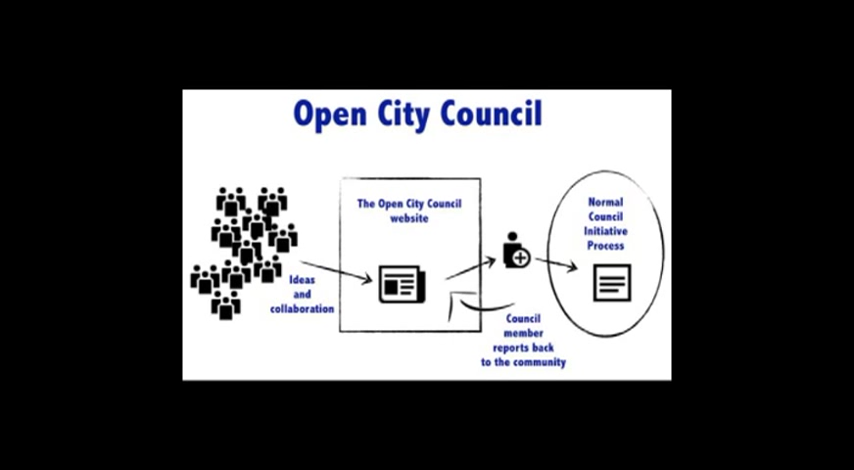 Open City Council
The Open City Council
website
Normal
Council
Initiative
Process
Ideas
and
collaboration
Council
member
reports back
to the community